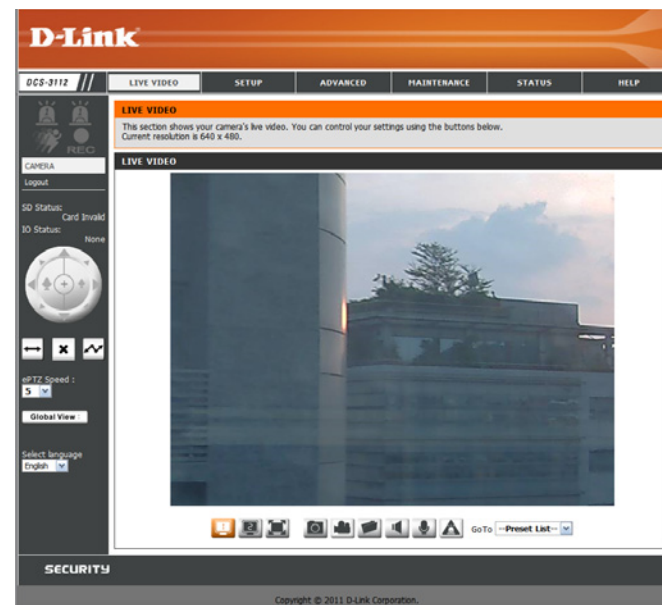 D-Link
DCS-3112 // LIVE VIDEO SETUP ADVANCED MAINTENANCE STATUS HELP
REC
CAMERA
Logout
SD Status:
Card Invalid
IO Status:
None
ePTZ Speed :
5
Global View :
Select language
English
LIVE VIDEO
This section shows your camera's live video. You can control your settings using the buttons below.
Current resolution is 640 x 480.
LIVE VIDEO
1 2 GoTo --Preset List--
SECURITY
Copyright © 2011 D-Link Corporation.